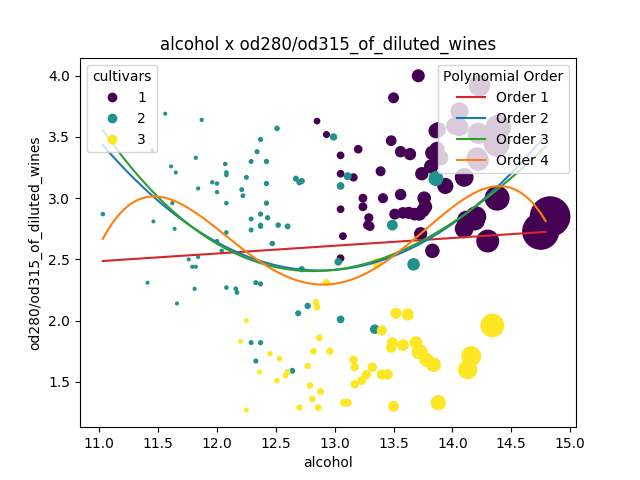 alcohol x od280/od315_of_diluted_wines
cultivars
1
2
3
Polynomial Order
Order 1
Order 2
Order 3
Order 4
od280/od315_of_diluted_wines
4.0
3.5
3.0
2.5
2.0
1.5
11.0 11.5 12.0 12.5 13.0 13.5 14.0 14.5 15.0
alcohol